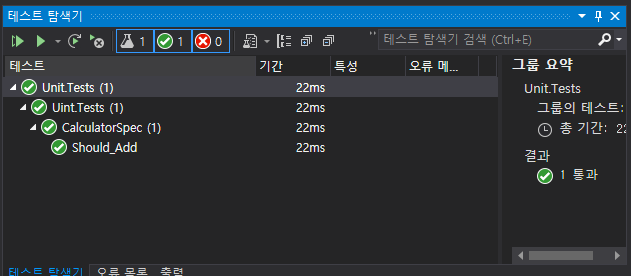 테스트 탐색기
1 1 0 테스트 탐색기 검색 (Ctrl+E)
테스트 기간 특성 오류 메...
Unit.Tests (1) 22ms
Uint.Tests (1) 22ms
CalculatorSpec (1) 22ms
Should_Add 22ms
그룹 요약
Unit.Tests
그룹의 테스트:
총 기간: 22
결과
1 통과
테스트 탐색기 오류 목록 출력